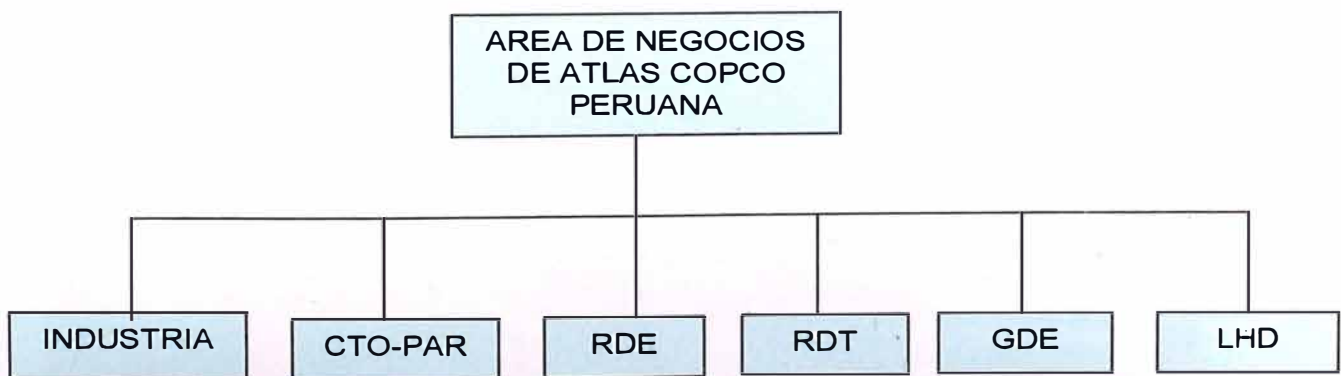 AREA DE NEGOCIOS
DE ATLAS COPCO
PERUANA
INDUSTRIA
CTO-PAR
RDE
RDT
GDE
LHD